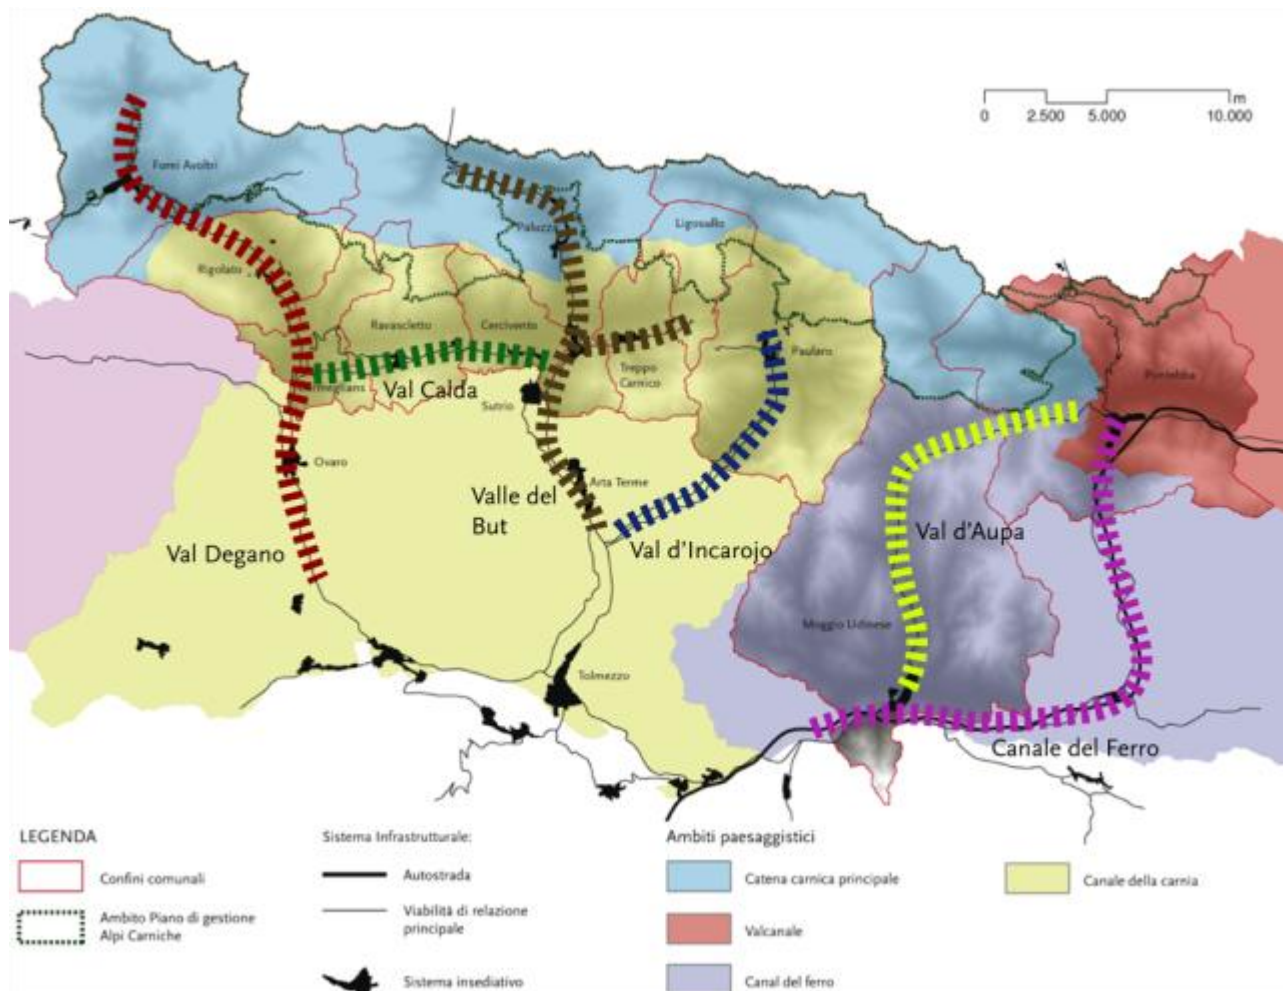 m
0 2.500 5.000 10.000
Forni Avoltri
Paluzza
Ligosullo
Rigolato
Ravascletto
Cercivento
Paularo
Pontebba
Treppo
Carnico
Val Calda
Sutrio
Ovaro
Arta Terme
Valle del
But
Val Degano
Val d'Incarojo
Val d'Aupa
Moggio Udinese
Tolmezzo
Canale del Ferro
LEGENDA
Confini comunali
Ambito Piano di gestione
Alpi Carniche
Sistema Infrastrutturale:
Autostrada
Viabilità di relazione
principale
Sistema insediativo
Ambiti paesaggistici
Catena carnica principale
Valcanale
Canal del ferro
Canale della carnia